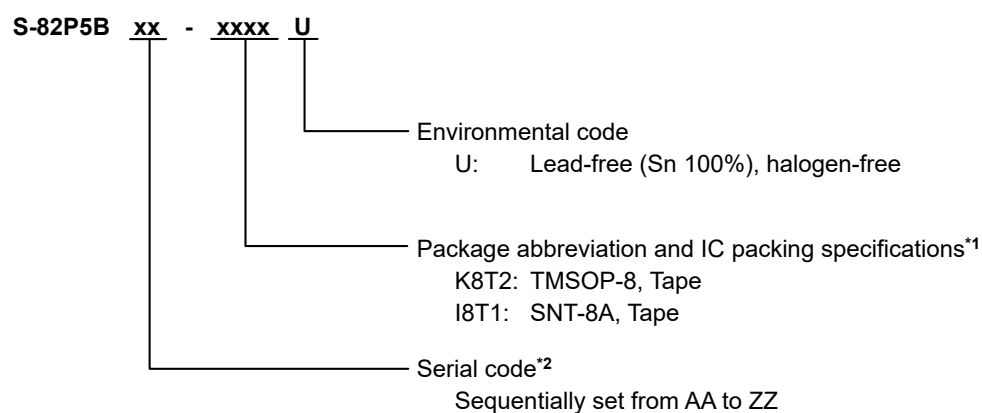 S-82P5B xx - xxxx U
Environmental code
U: Lead-free (Sn 100%), halogen-free
Package abbreviation and IC packing specifications*1
K8T2: TMSOP-8, Tape
I8T1: SNT-8A, Tape
Serial code*2
Sequentially set from AA to ZZ